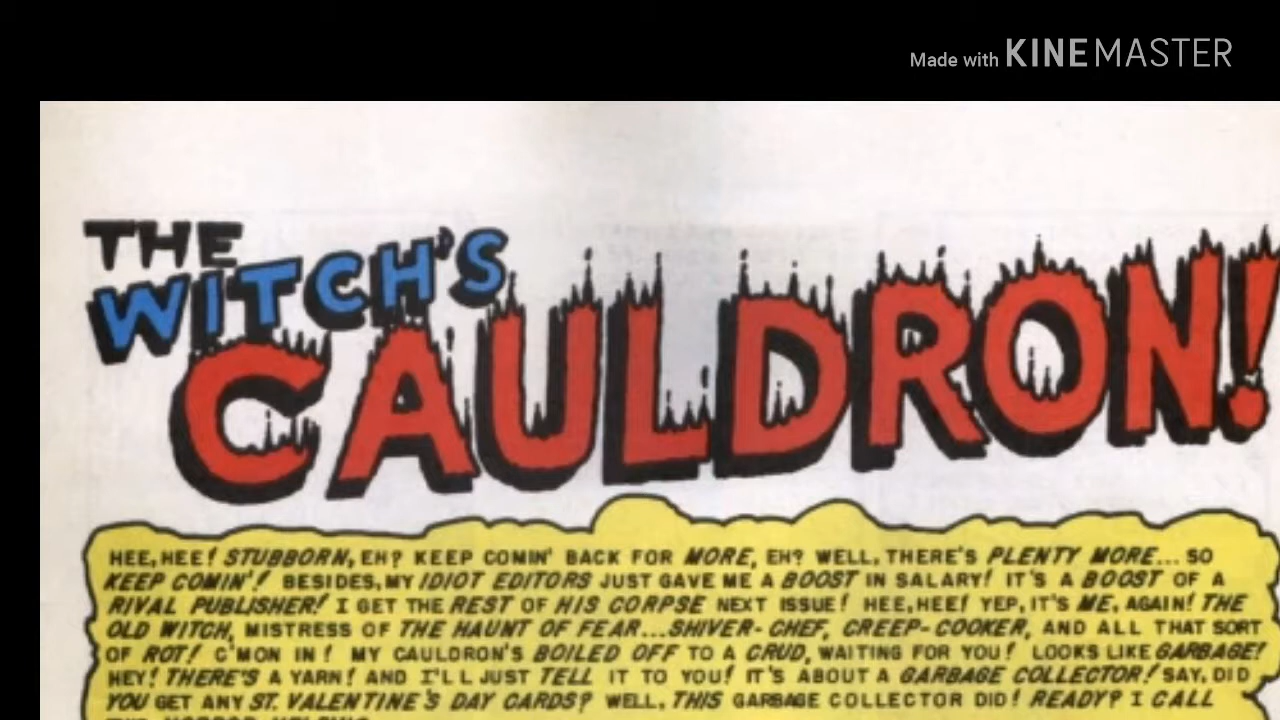 Made with KINEMASTER
THE
WITCH'S
CAULDRON!
HEE, HEE! STUBBORN, EH? KEEP COMIN' BACK FOR MORE, EH? WELL, THERE'S PLENTY MORE... SO
KEEP COMIN'! BESIDES, MY IDIOT EDITORS JUST GAVE ME A BOOST IN SALARY! IT'S A BOOST OF A
RIVAL PUBLISHER! I GET THE REST OF HIS CORPSE NEXT ISSUE! HEE, HEE! YEP, IT'S ME, AGAIN! THE
OLD WITCH, MISTRESS OF THE HAUNT OF FEAR... SHIVER-CHEF, CREEP-COOKER, AND ALL THAT SORT
OF ROT! C'MON IN! MY CAULDRON'S BOILED OFF TO A CRUD, WAITING FOR YOU! LOOKS LIKE GARBAGE!
HEY! THERE'S A YARN! AND I'LL JUST TELL IT TO YOU! IT'S ABOUT A GARBAGE COLLECTOR! SAY, DID
YOU GET ANY ST. VALENTINE'S DAY CARDS? WELL, THIS GARBAGE COLLECTOR DID! READY? I CALL